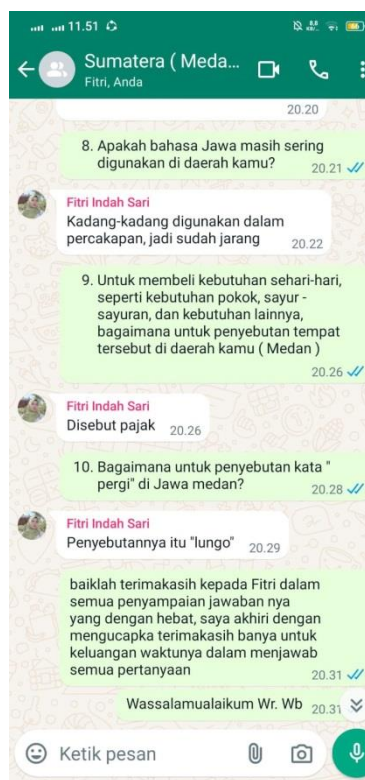 11.51
Sumatera ( Meda...
Fitri, Anda
20.20
8. Apakah bahasa Jawa masih sering
digunakan di daerah kamu?
20.21
Fitri Indah Sari
Kadang-kadang digunakan dalam
percakapan, jadi sudah jarang
20.22
9. Untuk membeli kebutuhan sehari-hari,
seperti kebutuhan pokok, sayur -
sayuran, dan kebutuhan lainnya,
bagaimana untuk penyebutan tempat
tersebut di daerah kamu ( Medan )
20.26
Fitri Indah Sari
Disebut pajak 20.26
10. Bagaimana untuk penyebutan kata "
pergi" di Jawa medan?
20.28
Fitri Indah Sari
Penyebutannya itu "lungo" 20.29
baiklah terimakasih kepada Fitri dalam
semua penyampaian jawaban nya
yang dengan hebat, saya akhiri dengan
mengucapka terimakasih banya untuk
keluangan waktunya dalam menjawab
semua pertanyaan
20.31
Wassalamualaikum Wr. Wb 20.31
Ketik pesan